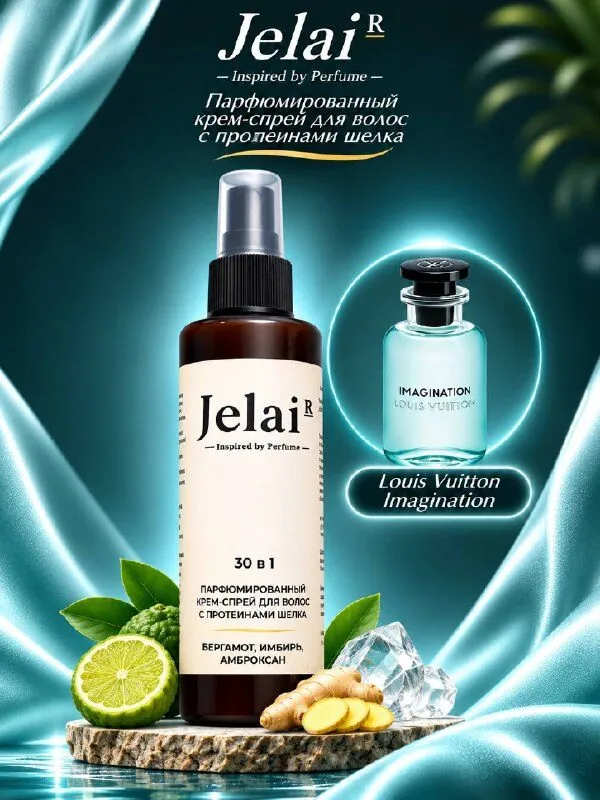 Jelai R
— Inspired by Perfume —
Парфюмированный
крем-спрей для волос
с протеинами шелка
Jelai R
— Inspired by Perfume —
30 в 1
ПАРФЮМИРОВАННЫЙ
КРЕМ-СПРЕЙ ДЛЯ ВОЛОС
С ПРОТЕИНАМИ ШЕЛКА
БЕРГАМОТ, ИМБИРЬ,
АМБРОКСАН
IMAGINATION
LOUIS VUITTON
Louis Vuitton
Imagination